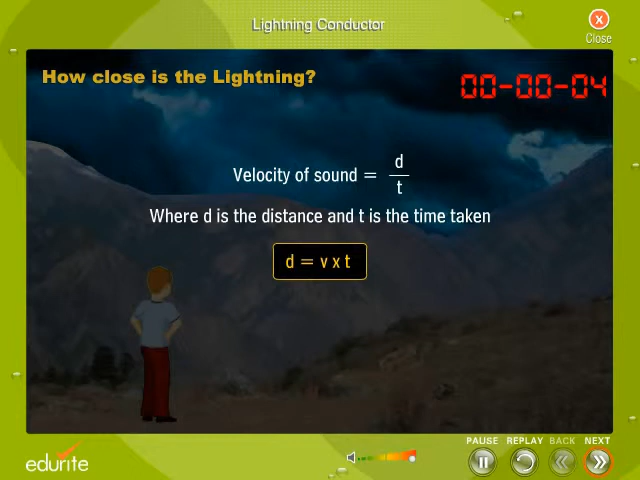 Lightning Conductor
X
Close
How close is the Lightning?
00-00-04
Velocity of sound = d/t
Where d is the distance and t is the time taken
d = v x t
PAUSE REPLAY BACK NEXT
edurite